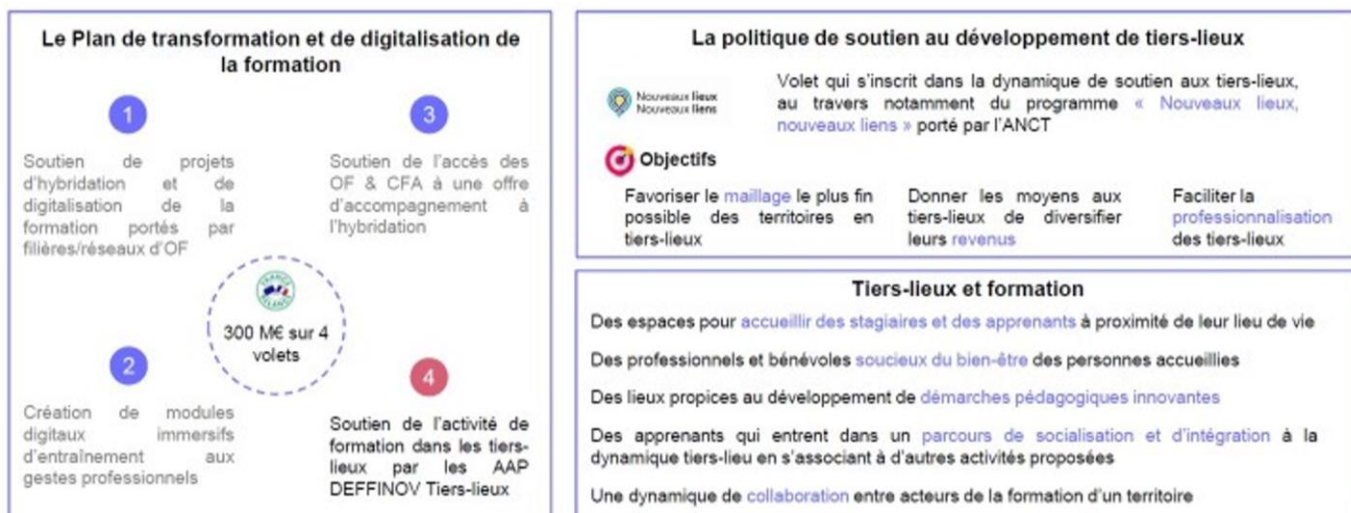 Le Plan de transformation et de digitalisation de
la formation
1
Soutien de projets
d'hybridation et de
digitalisation de la
formation portés par
filières/réseaux d'OF
3
Soutien de l'accès des
OF & CFA à une offre
d'accompagnement à
l'hybridation
FRANCE
RELANCE
300 M€ sur 4
volets
2
Création de modules
digitaux immersifs
d'entraînement aux
gestes professionnels
4
Soutien de l'activité de
formation dans les tiers-
lieux par les AAP
DEFFINOV Tiers-lieux
La politique de soutien au développement de tiers-lieux
Nouveaux lieux
Nouveaux liens
Volet qui s'inscrit dans la dynamique de soutien aux tiers-lieux,
au travers notamment du programme « Nouveaux lieux,
nouveaux liens » porté par l'ANCT
Objectifs
Favoriser le maillage le plus fin
possible des territoires en
tiers-lieux
Donner les moyens aux
tiers-lieux de diversifier
leurs revenus
Faciliter la
professionnalisation
des tiers-lieux
Tiers-lieux et formation
Des espaces pour accueillir des stagiaires et des apprenants à proximité de leur lieu de vie
Des professionnels et bénévoles soucieux du bien-être des personnes accueillies
Des lieux propices au développement de démarches pédagogiques innovantes
Des apprenants qui entrent dans un parcours de socialisation et d'intégration à la
dynamique tiers-lieu en s'associant à d'autres activités proposées
Une dynamique de collaboration entre acteurs de la formation d'un territoire